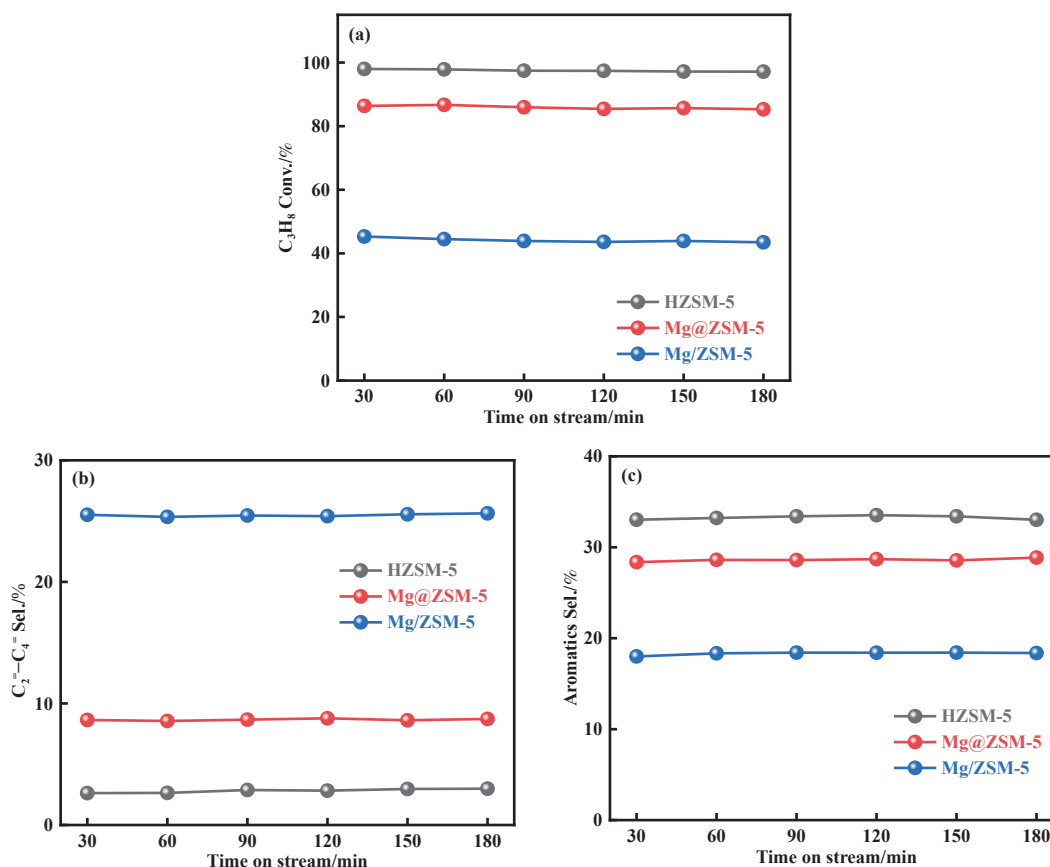 (a)
100
80
60
40
20
0
C₃H₈ Conv./%
HZSM-5
Mg@ZSM-5
Mg/ZSM-5
30 60 90 120 150 180
Time on stream/min
(b)
30
20
10
0
C₂⁼−C₄⁼ Sel./%
HZSM-5
Mg@ZSM-5
Mg/ZSM-5
30 60 90 120 150 180
Time on stream/min
(c)
40
30
20
10
0
Aromatics Sel./%
HZSM-5
Mg@ZSM-5
Mg/ZSM-5
30 60 90 120 150 180
Time on stream/min